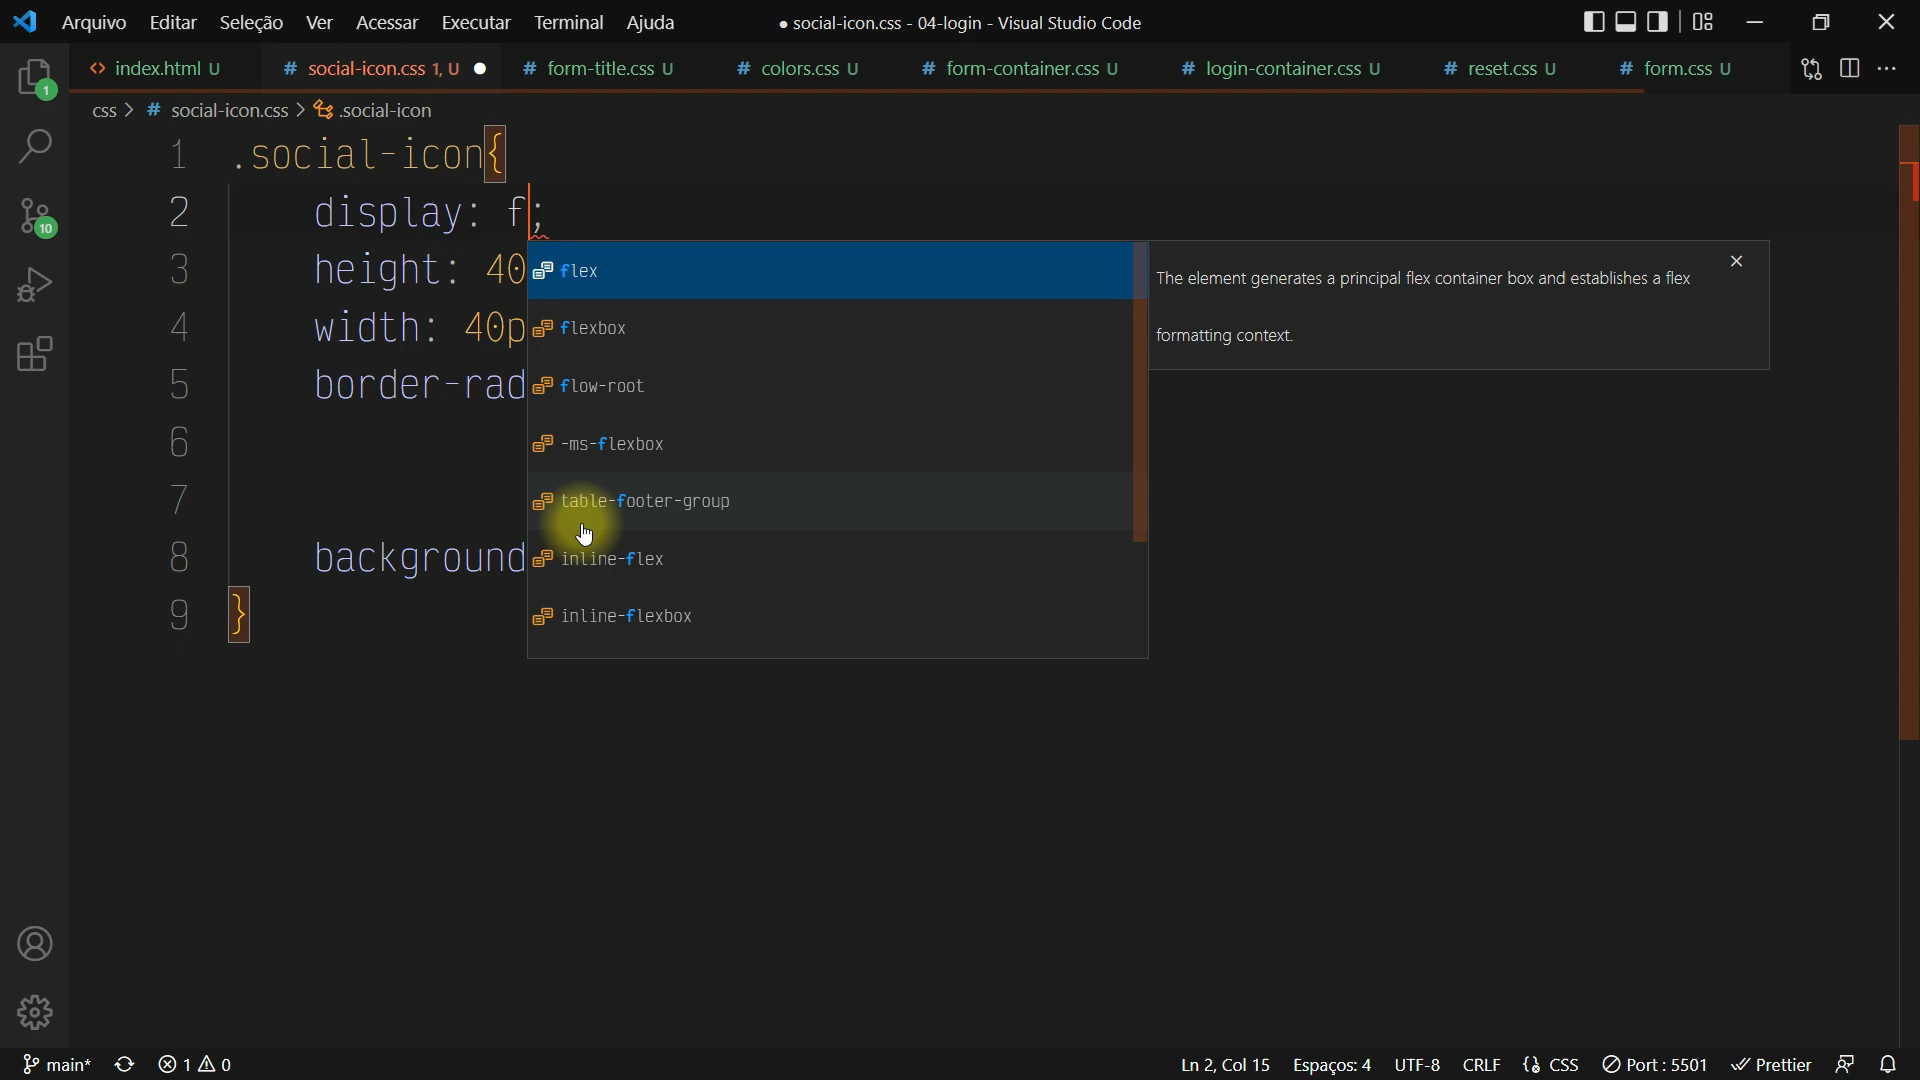 Arquivo Editar Seleção Ver Acessar Executar Terminal Ajuda ● social-icon.css - 04-login - Visual Studio Code
<> index.html U # social-icon.css 1, U ● # form-title.css U # colors.css U # form-container.css U # login-container.css U # reset.css U # form.css U
css > # social-icon.css > .social-icon
1 .social-icon{
2 display: f;
3 height: 40
4 width: 40p
5 border-rad
6
7
8 background
9 }
flex
flexbox
flow-root
-ms-flexbox
table-footer-group
inline-flex
inline-flexbox
The element generates a principal flex container box and establishes a flex
formatting context.
1
10
main* 1 0 Ln 2, Col 15 Espaços: 4 UTF-8 CRLF {} CSS Port : 5501 Prettier